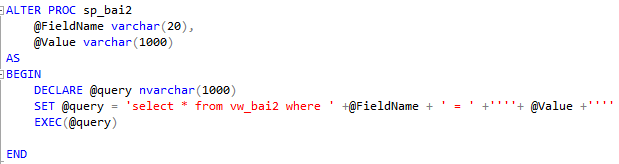 ALTER PROC sp_bai2
@FieldName varchar(20),
@Value varchar(1000)
AS
BEGIN
DECLARE @query nvarchar(1000)
SET @query = 'select * from vw_bai2 where ' +@FieldName + ' = ' +''''+ @Value +''''
EXEC(@query)
END